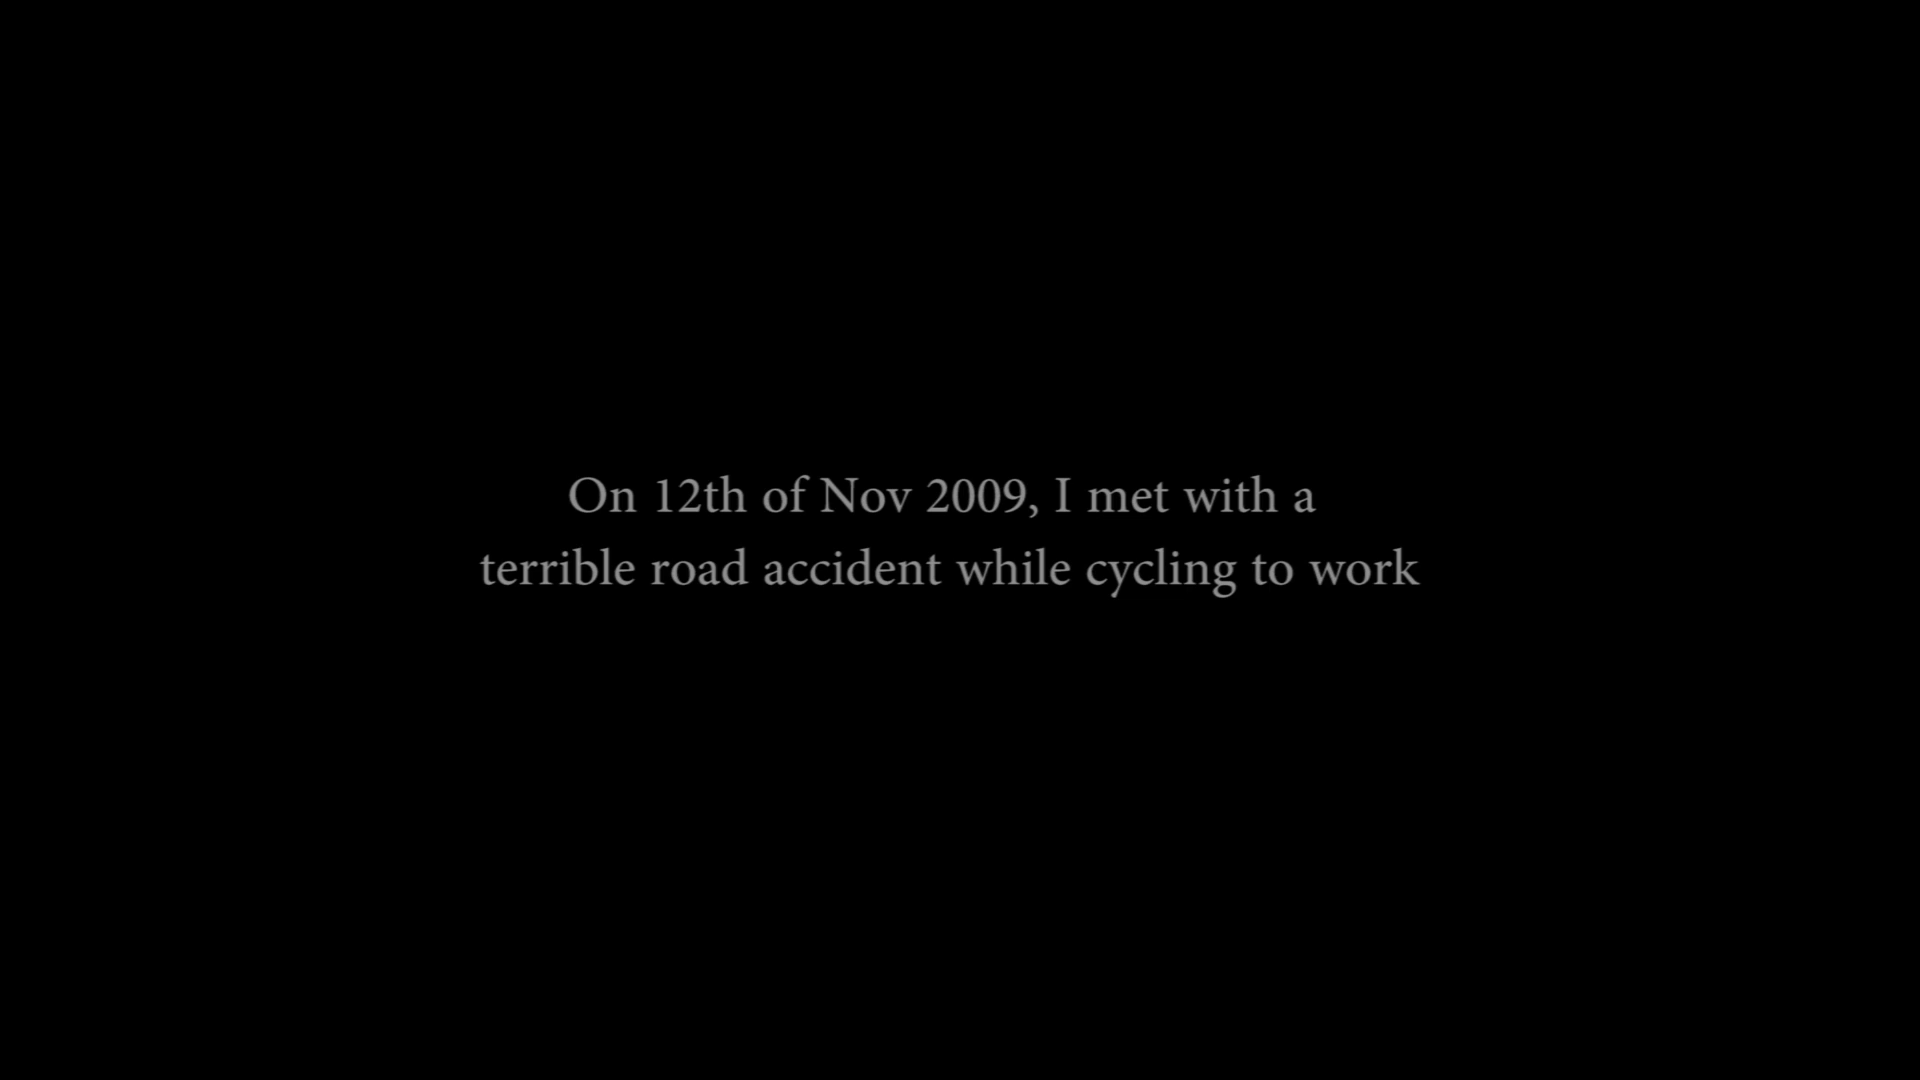 On 12th of Nov 2009, I met with a
terrible road accident while cycling to work